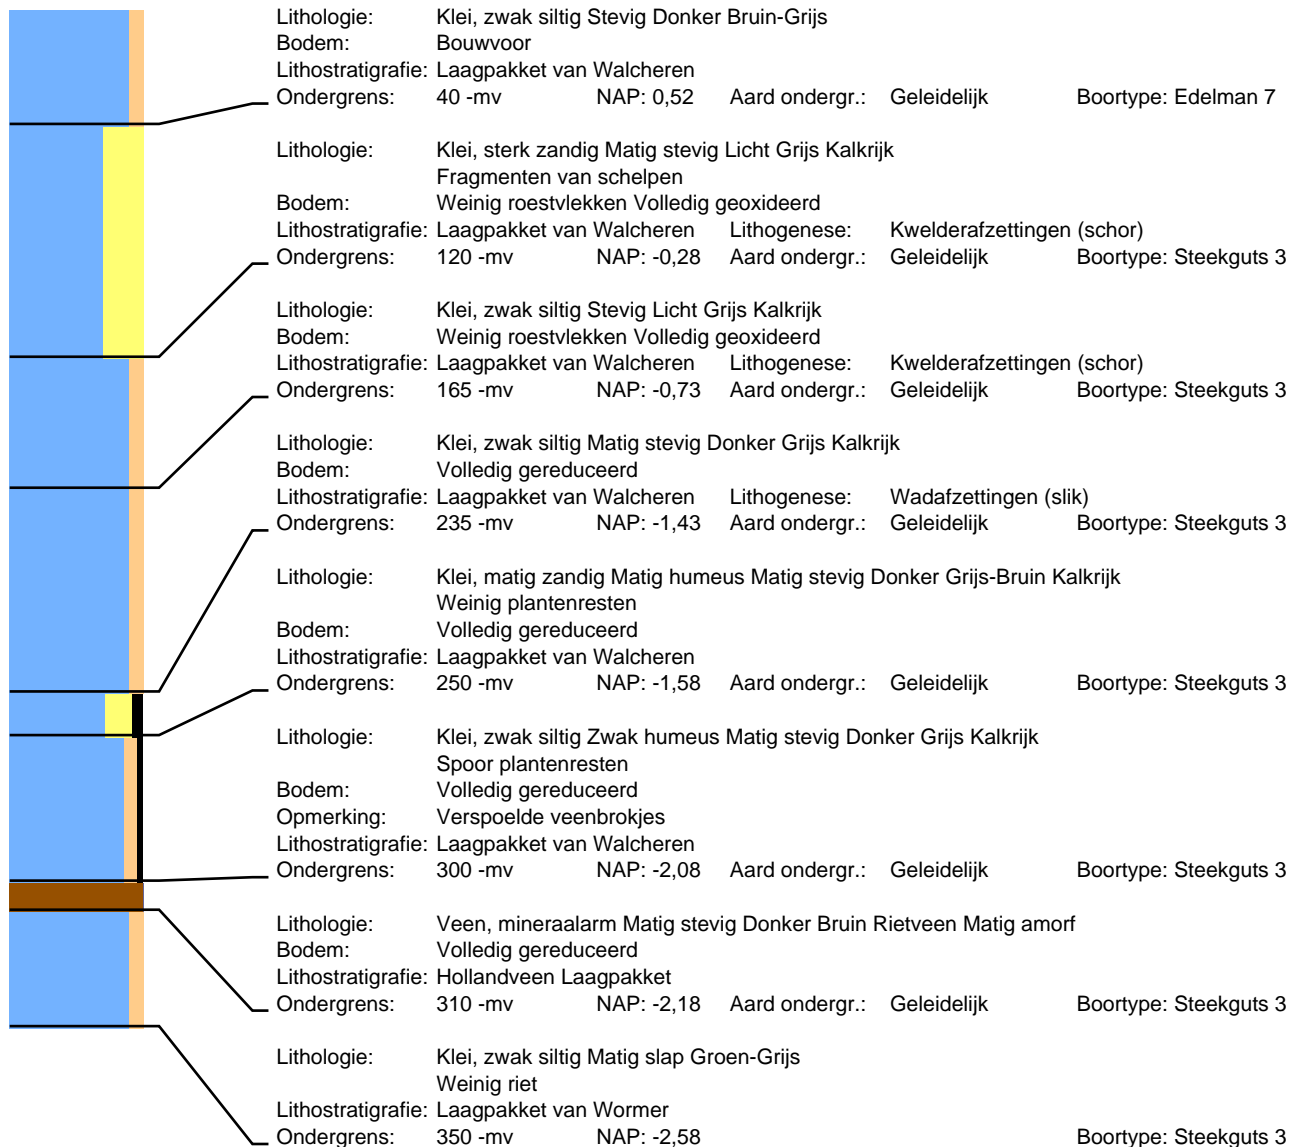 Lithologie: Klei, zwak siltig Stevig Donker Bruin-Grijs
Bodem: Bouwvoor
Lithostratigrafie: Laagpakket van Walcheren
Ondergrens: 40 -mv NAP: 0,52 Aard ondergr.: Geleidelijk Boortype: Edelman 7
Lithologie: Klei, sterk zandig Matig stevig Licht Grijs Kalkrijk
Fragmenten van schelpen
Bodem: Weinig roestvlekken Volledig geoxideerd
Lithostratigrafie: Laagpakket van Walcheren Lithogenese: Kwelderafzettingen (schor)
Ondergrens: 120 -mv NAP: -0,28 Aard ondergr.: Geleidelijk Boortype: Steekguts 3
Lithologie: Klei, zwak siltig Stevig Licht Grijs Kalkrijk
Bodem: Weinig roestvlekken Volledig geoxideerd
Lithostratigrafie: Laagpakket van Walcheren Lithogenese: Kwelderafzettingen (schor)
Ondergrens: 165 -mv NAP: -0,73 Aard ondergr.: Geleidelijk Boortype: Steekguts 3
Lithologie: Klei, zwak siltig Matig stevig Donker Grijs Kalkrijk
Bodem: Volledig gereduceerd
Lithostratigrafie: Laagpakket van Walcheren Lithogenese: Wadafzettingen (slik)
Ondergrens: 235 -mv NAP: -1,43 Aard ondergr.: Geleidelijk Boortype: Steekguts 3
Lithologie: Klei, matig zandig Matig humeus Matig stevig Donker Grijs-Bruin Kalkrijk
Weinig plantenresten
Bodem: Volledig gereduceerd
Lithostratigrafie: Laagpakket van Walcheren
Ondergrens: 250 -mv NAP: -1,58 Aard ondergr.: Geleidelijk Boortype: Steekguts 3
Lithologie: Klei, zwak siltig Zwak humeus Matig stevig Donker Grijs Kalkrijk
Spoor plantenresten
Bodem: Volledig gereduceerd
Opmerking: Verspoelde veenbrokjes
Lithostratigrafie: Laagpakket van Walcheren
Ondergrens: 300 -mv NAP: -2,08 Aard ondergr.: Geleidelijk Boortype: Steekguts 3
Lithologie: Veen, mineraalarm Matig stevig Donker Bruin Rietveen Matig amorf
Bodem: Volledig gereduceerd
Lithostratigrafie: Hollandveen Laagpakket
Ondergrens: 310 -mv NAP: -2,18 Aard ondergr.: Geleidelijk Boortype: Steekguts 3
Lithologie: Klei, zwak siltig Matig slap Groen-Grijs
Weinig riet
Lithostratigrafie: Laagpakket van Wormer
Ondergrens: 350 -mv NAP: -2,58 Boortype: Steekguts 3